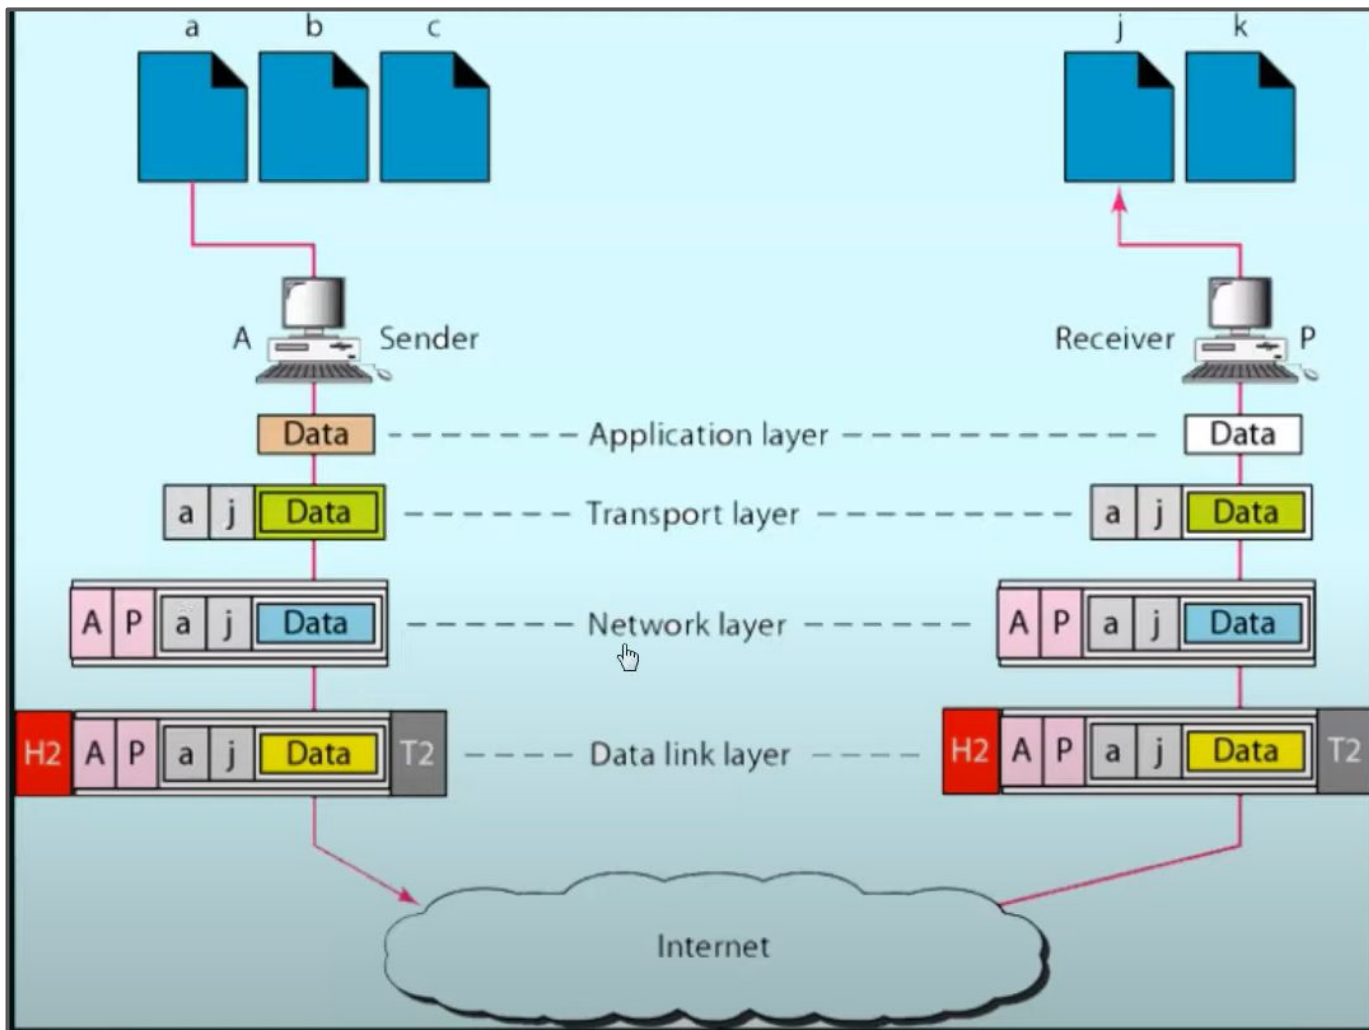 a b c j k
A Sender Receiver P
Data Application layer Data
a j Data Transport layer a j Data
A P a j Data Network layer A P a j Data
H2 A P a j Data T2 Data link layer H2 A P a j Data T2
Internet